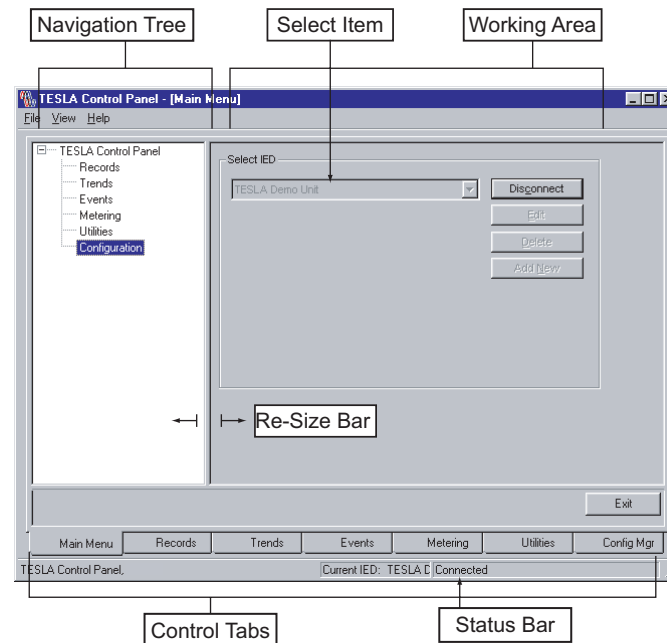 Navigation Tree
Select Item
Working Area
TESLA Control Panel - [Main Menu]
File View Help
TESLA Control Panel
Records
Trends
Events
Metering
Utilities
Configuration
Select IED
TESLA Demo Unit
Disconnect
Edit
Delete
Add New
Re-Size Bar
Exit
Main Menu Records Trends Events Metering Utilities Config Mgr
TESLA Control Panel, Current IED: TESLA D Connected
Control Tabs
Status Bar